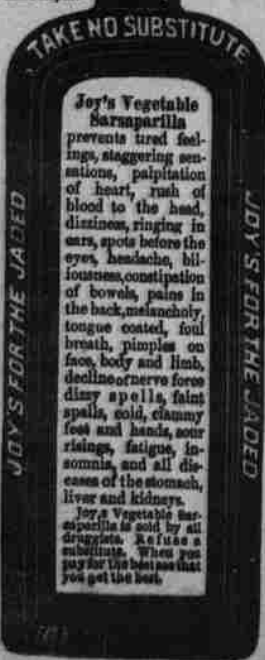 TAKE NO SUBSTITUTE
JOY'S FOR THE JADED
Joy's Vegetable
Sarsaparilla
prevents tired feel-
ings, staggering sen-
sations, palpitation
of heart, rush of
blood to the head,
dizziness, ringing in
ears, spots before the
eyes, headache, bil-
iousness, constipation
of bowels, pains in
the back, melancholy,
tongue coated, foul
breath, pimples on
face, body and limb,
decline of nerve force
dizzy spells, faint
spells, cold, clammy
feet and hands, sour
risings, fatigue, in-
somnia, and all dis-
eases of the stomach,
liver and kidneys.
Joy,s Vegetable Sar-
saparilla is sold by all
druggists. Refuse a
substitute. When you
pay for the best see that
you get the best.
JOY'S FOR THE JADED